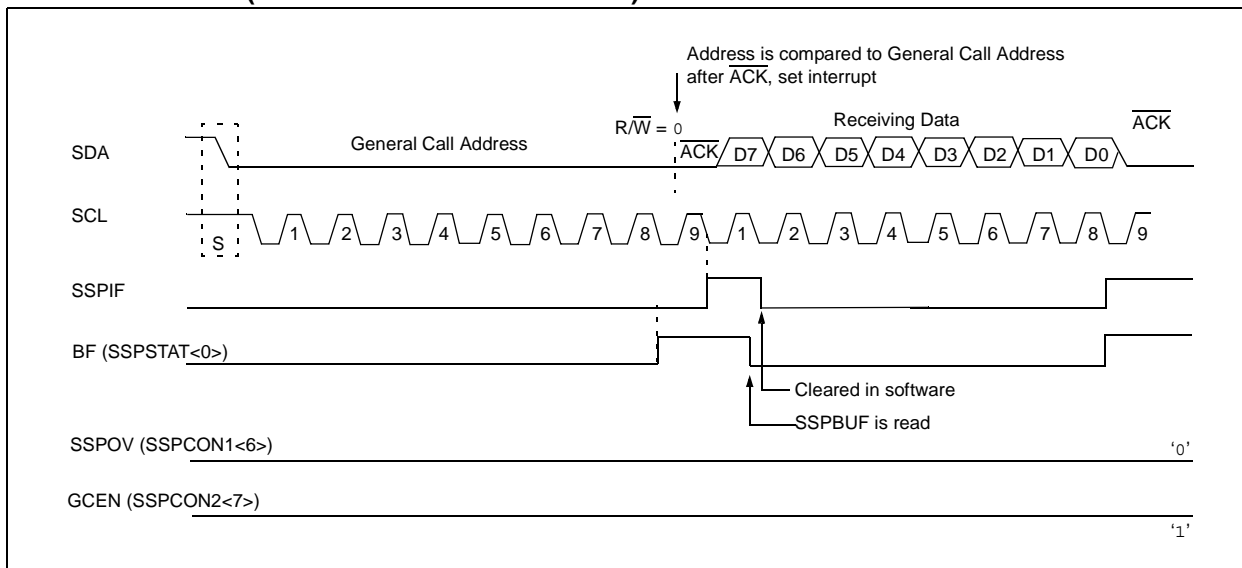 Address is compared to General Call Address
after ACK, set interrupt
R/W = 0
Receiving Data
ACK
SDA
General Call Address
ACK D7 D6 D5 D4 D3 D2 D1 D0
SCL
S
1 2 3 4 5 6 7 8 9 1 2 3 4 5 6 7 8 9
SSPIF
BF (SSPSTAT<0>)
Cleared in software
SSPBUF is read
SSPOV (SSPCON1<6>)
‘0’
GCEN (SSPCON2<7>)
‘1’